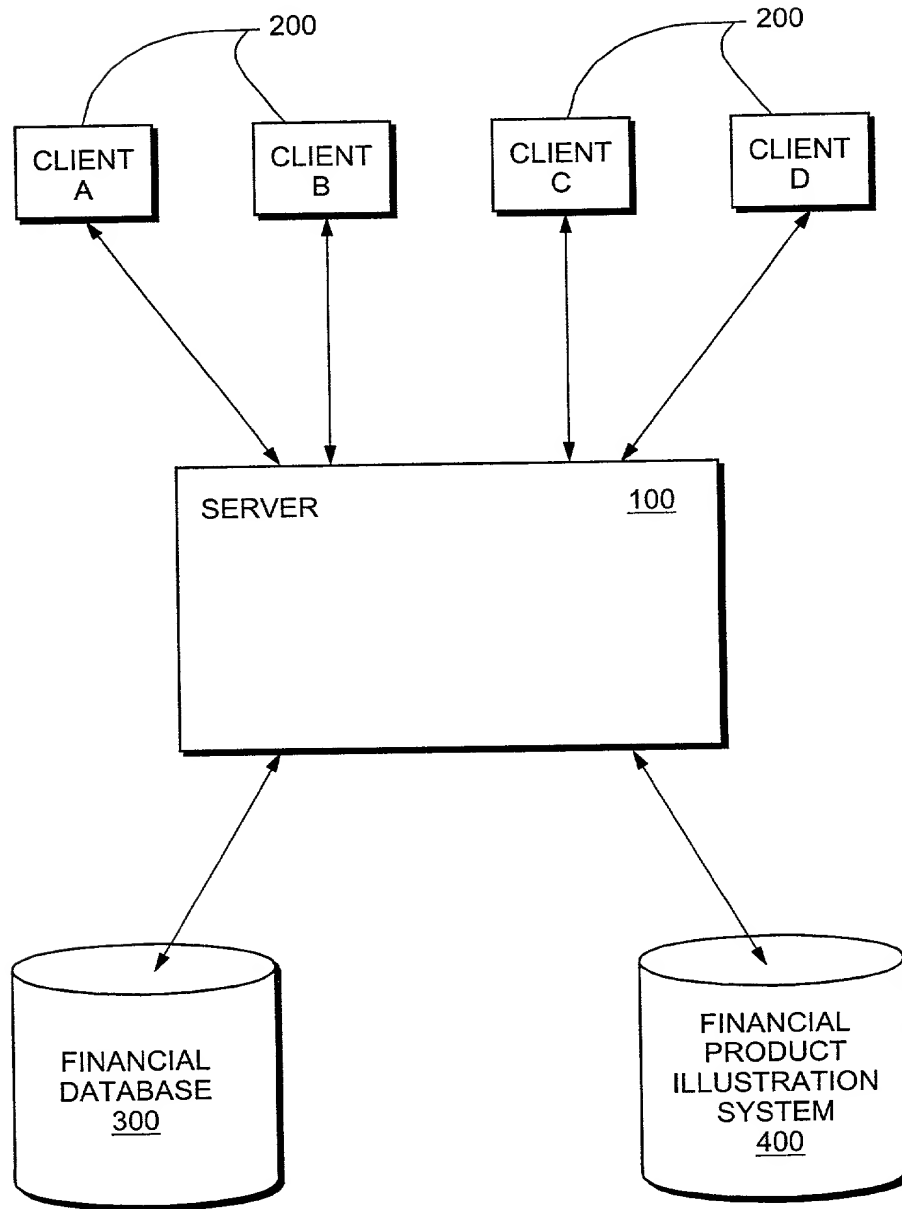 200
200
CLIENT
A
CLIENT
B
CLIENT
C
CLIENT
D
SERVER
100
FINANCIAL
DATABASE
300
FINANCIAL
PRODUCT
ILLUSTRATION
SYSTEM
400